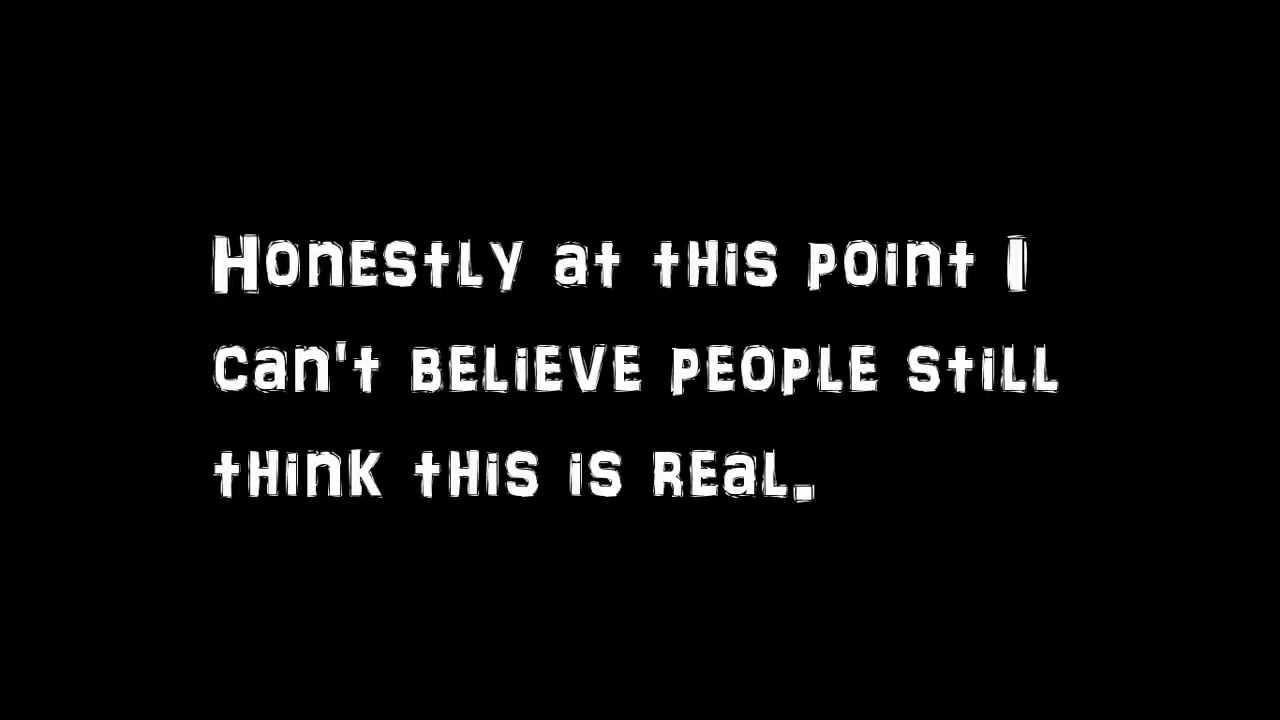 Honestly at this point I
can't believe people still
think this is real.